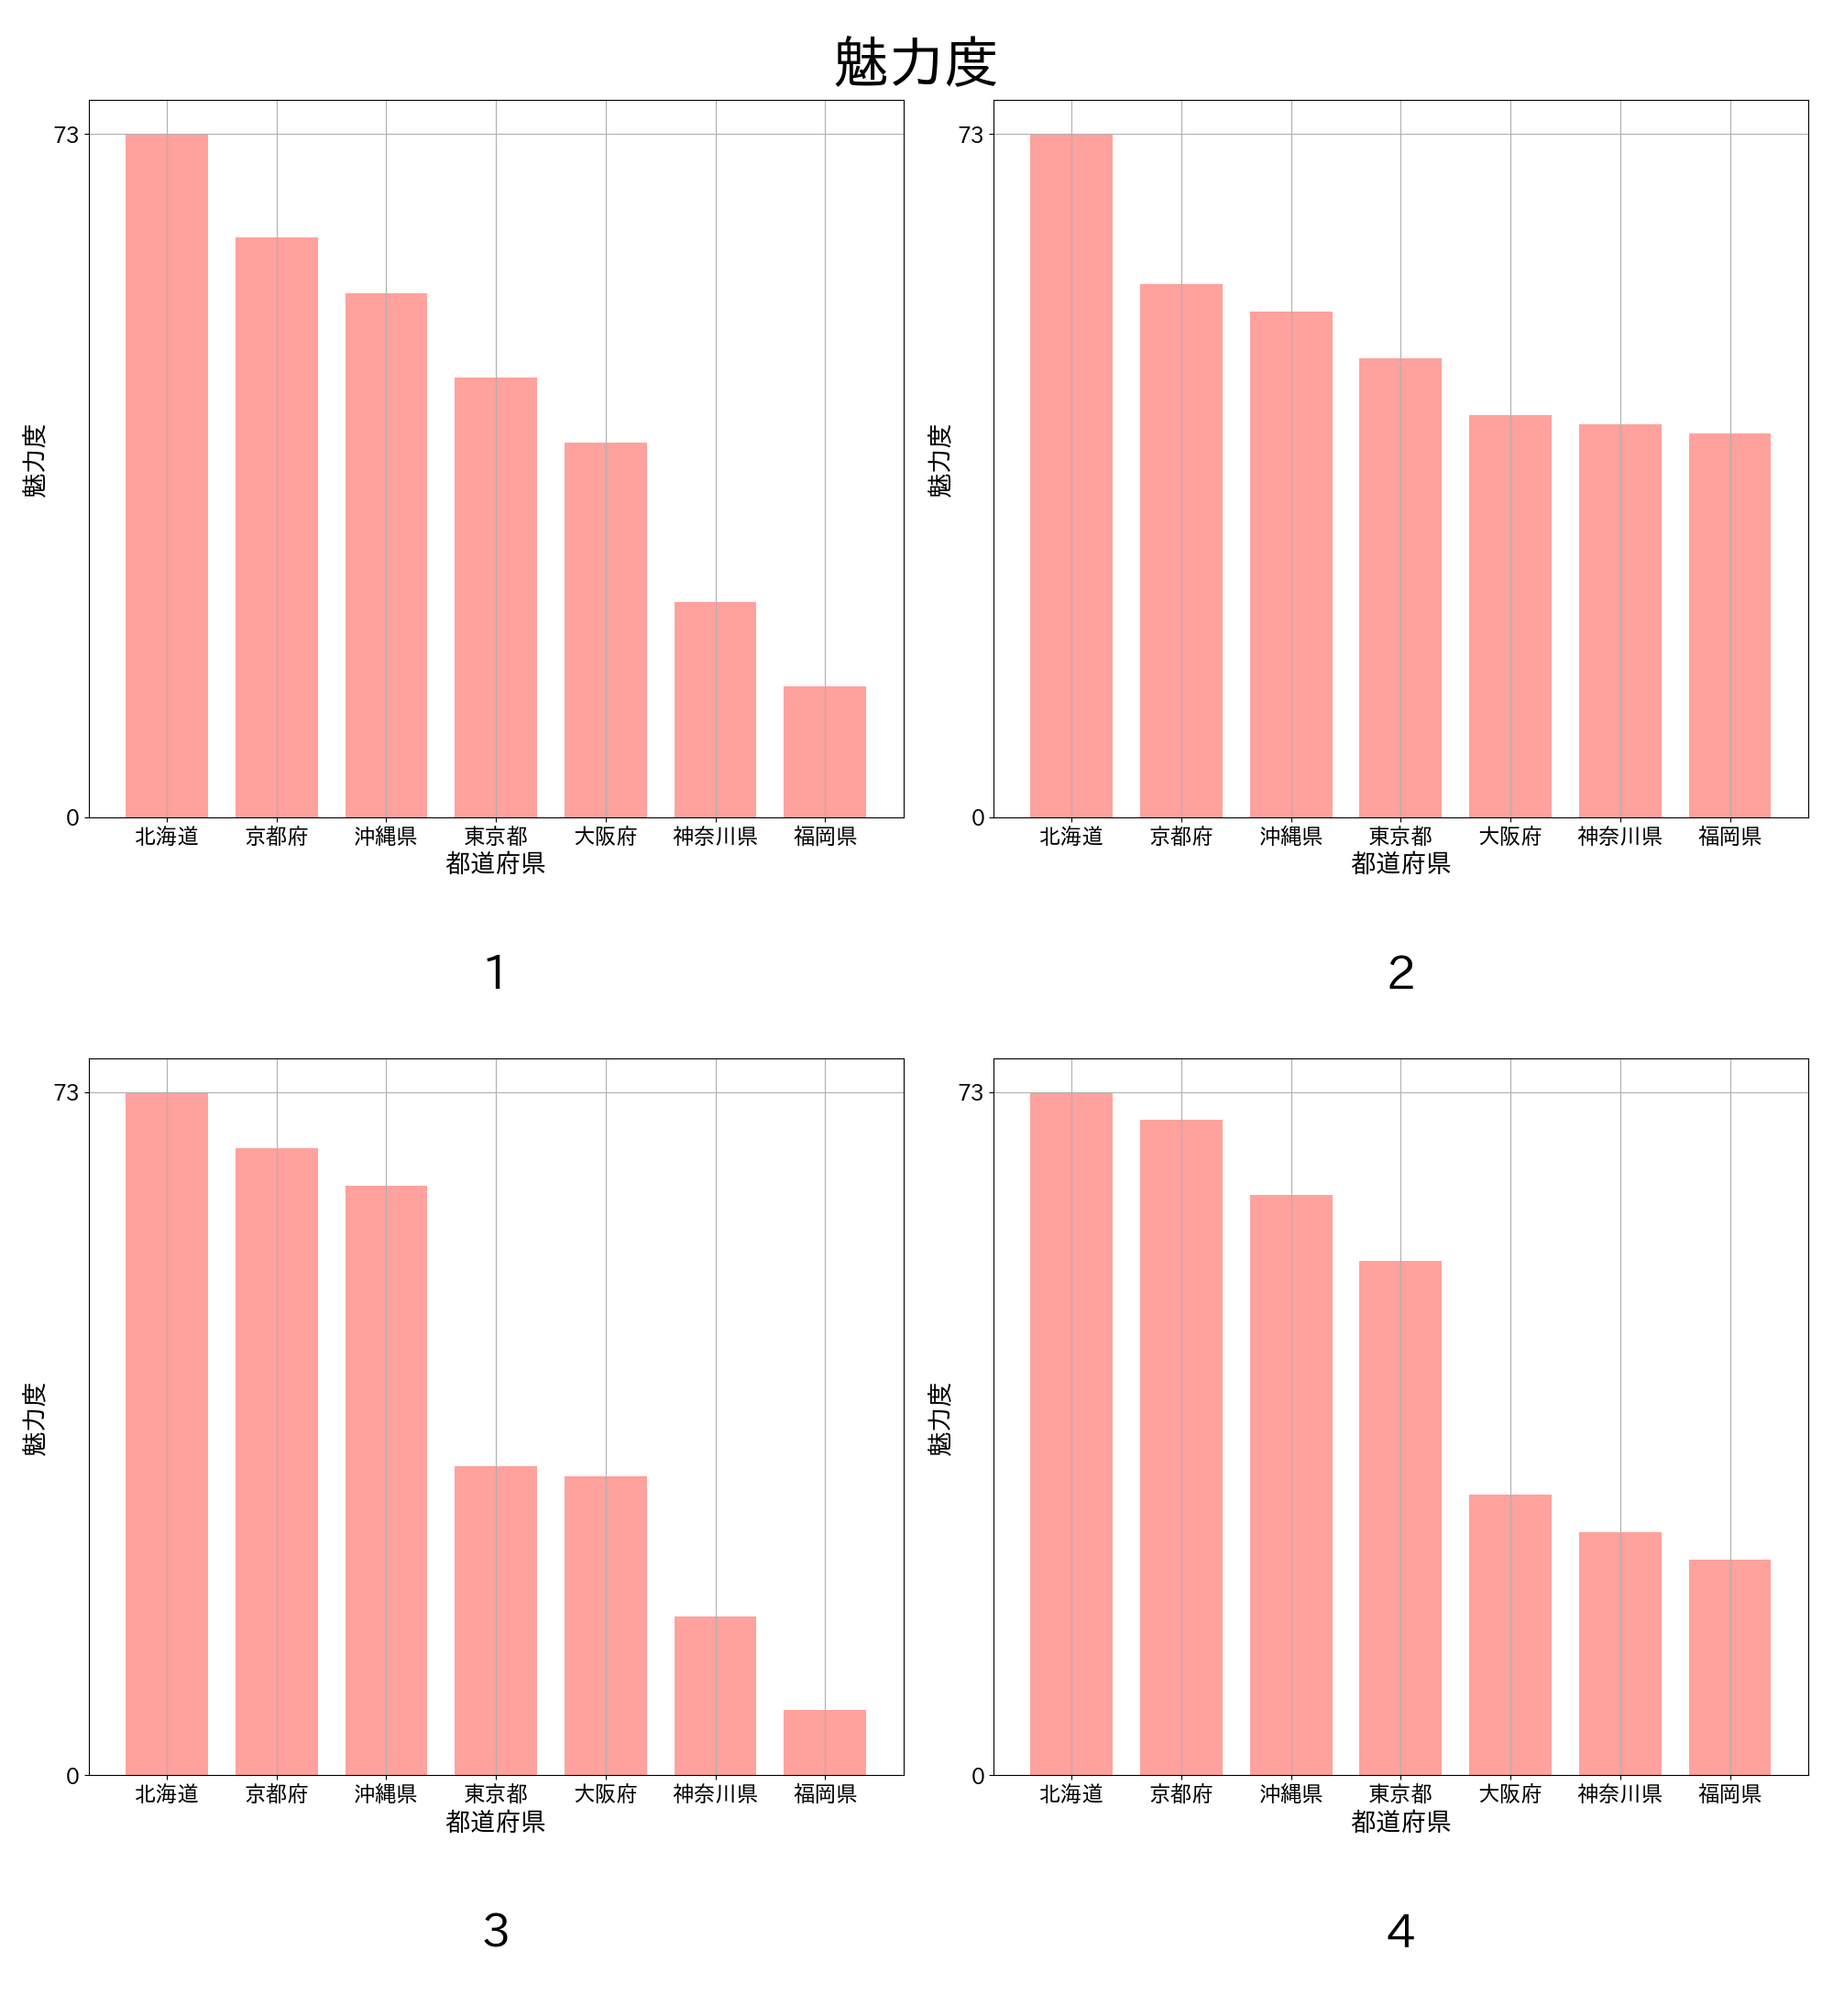 魅力度
73
0
魅力度
北海道 京都府 沖縄県 東京都 大阪府 神奈川県 福岡県
都道府県
1
73
0
魅力度
北海道 京都府 沖縄県 東京都 大阪府 神奈川県 福岡県
都道府県
2
73
0
魅力度
北海道 京都府 沖縄県 東京都 大阪府 神奈川県 福岡県
都道府県
3
73
0
魅力度
北海道 京都府 沖縄県 東京都 大阪府 神奈川県 福岡県
都道府県
4